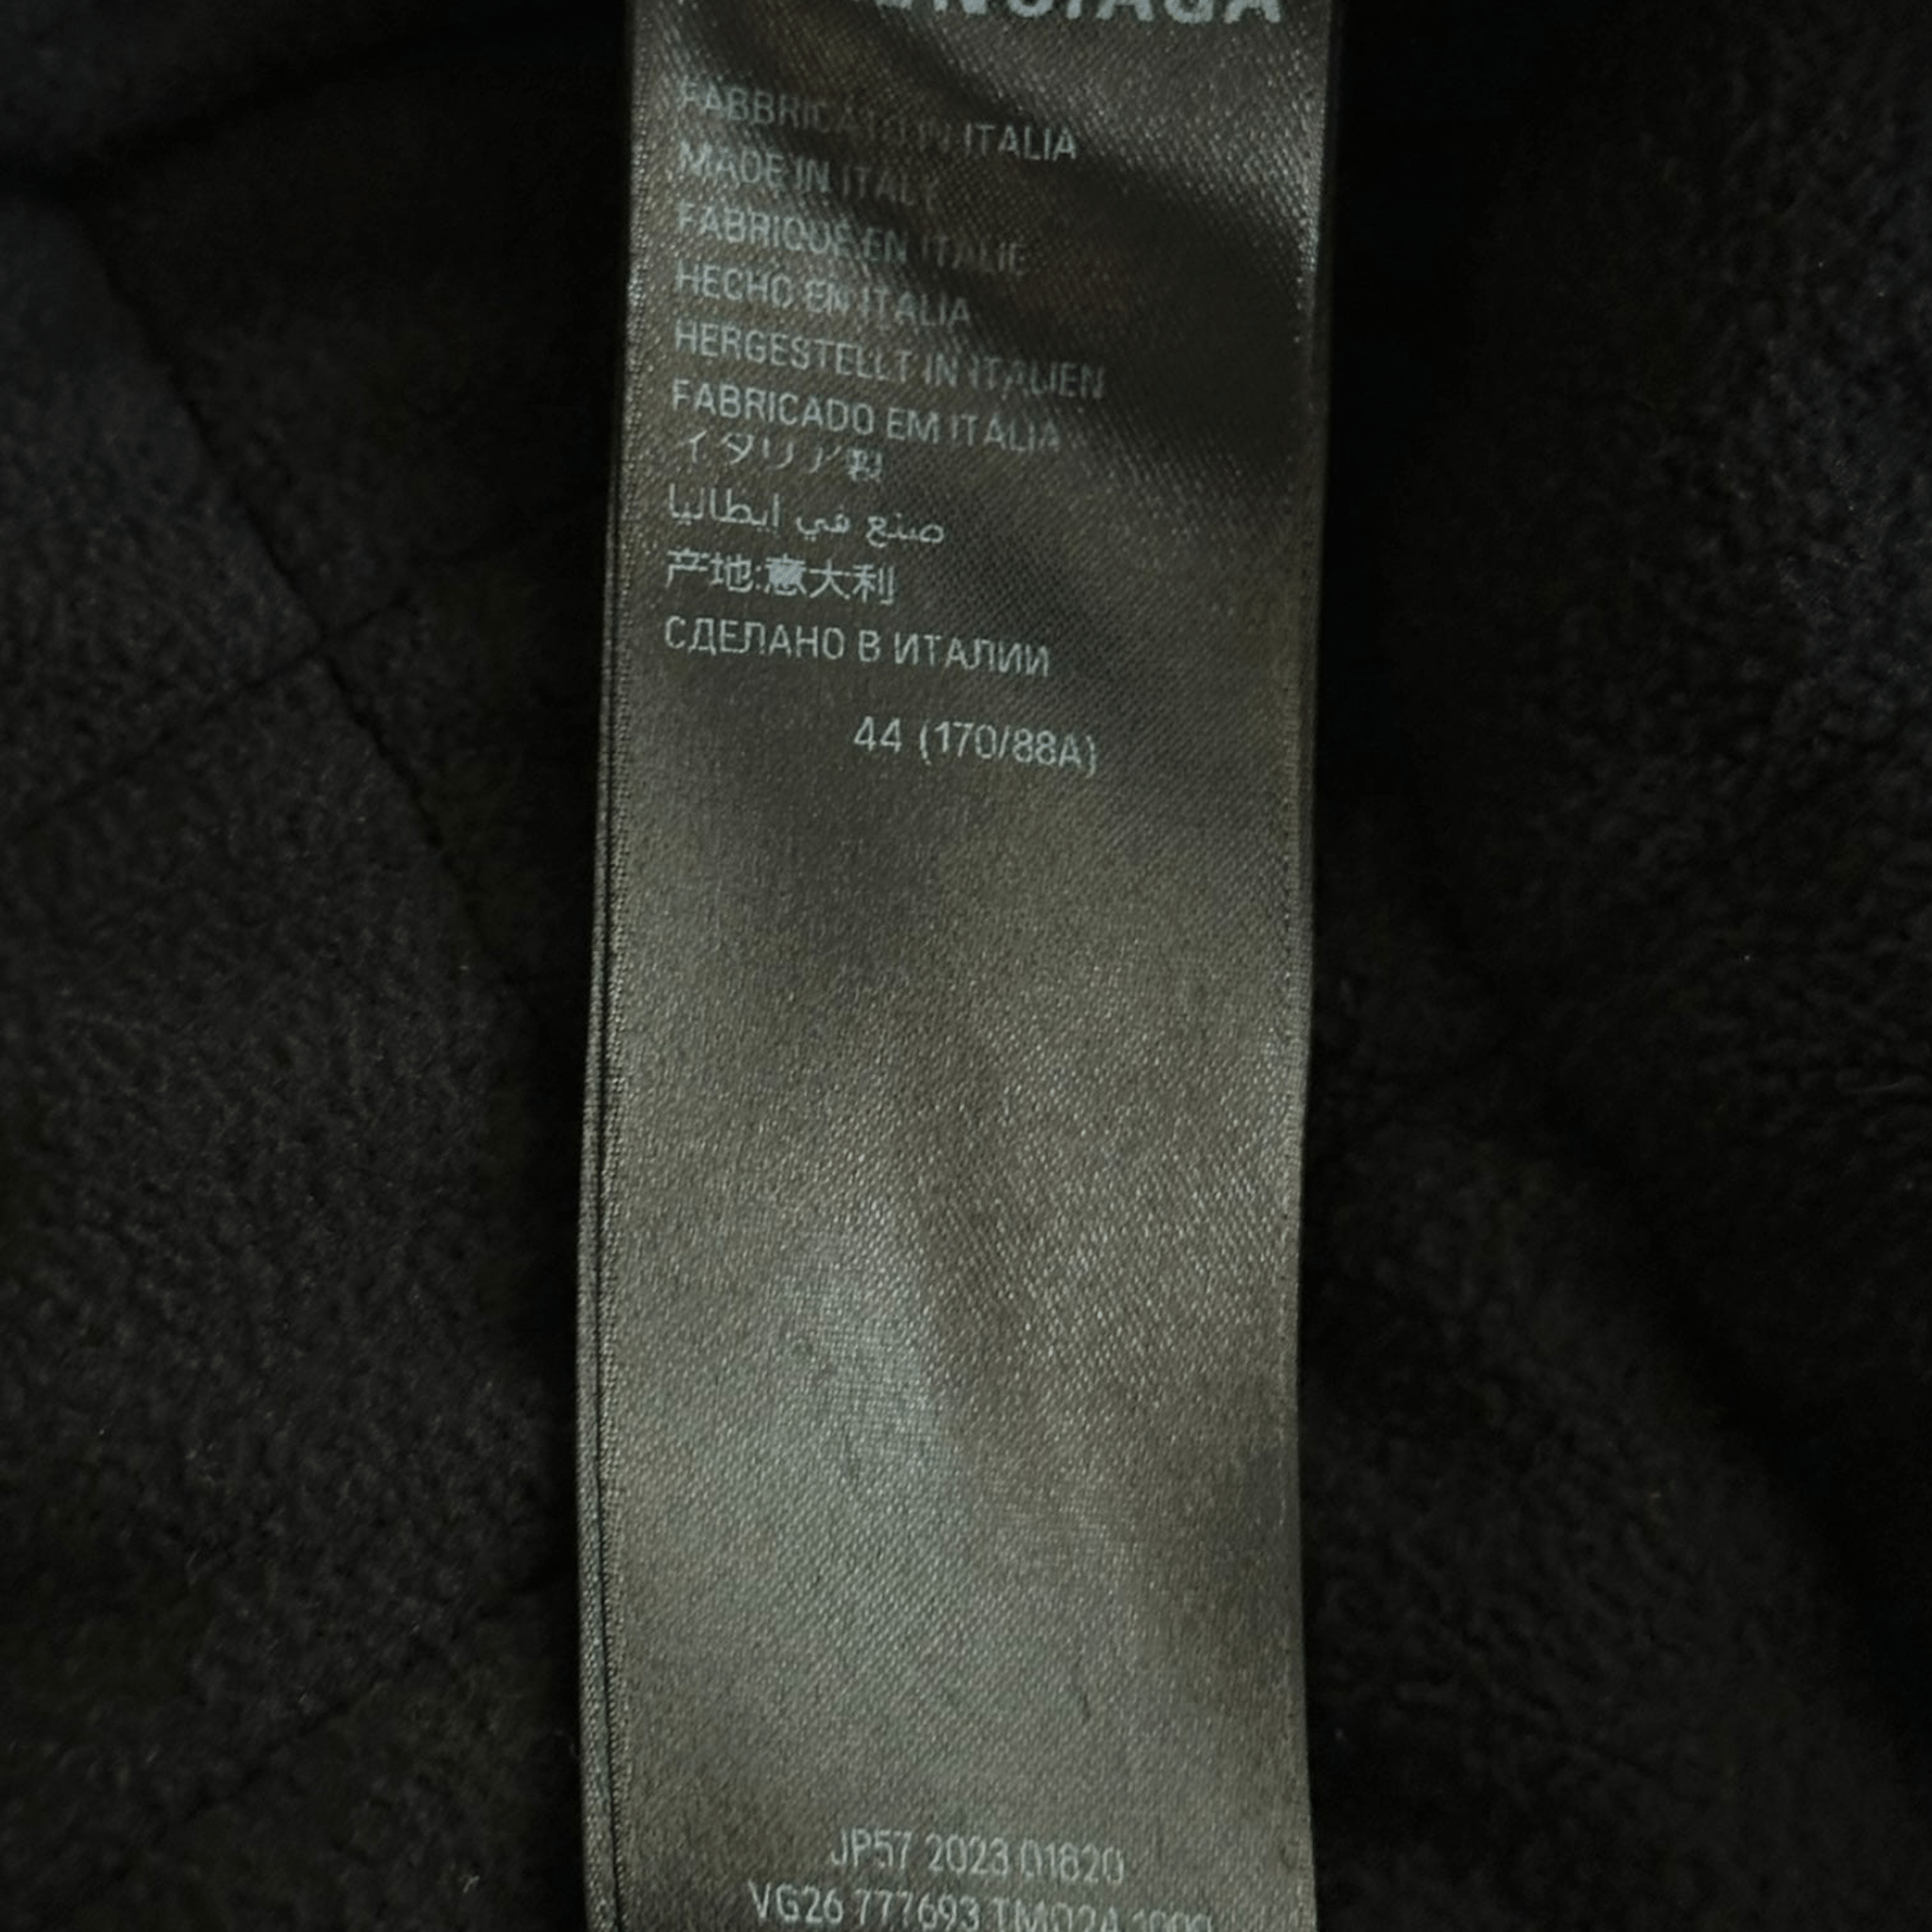 FABBRICATO IN ITALIA
MADE IN ITALY
FABRIQUÉ EN ITALIE
HECHO EN ITALIA
HERGESTELLT IN ITALIEN
FABRICADO EM ITALIA
イタリア製
صنع في ايطاليا
产地:意大利
СДЕЛАНО В ИТАЛИИ
44 (170/88A)
JP57 2023 01820
VG26 777693